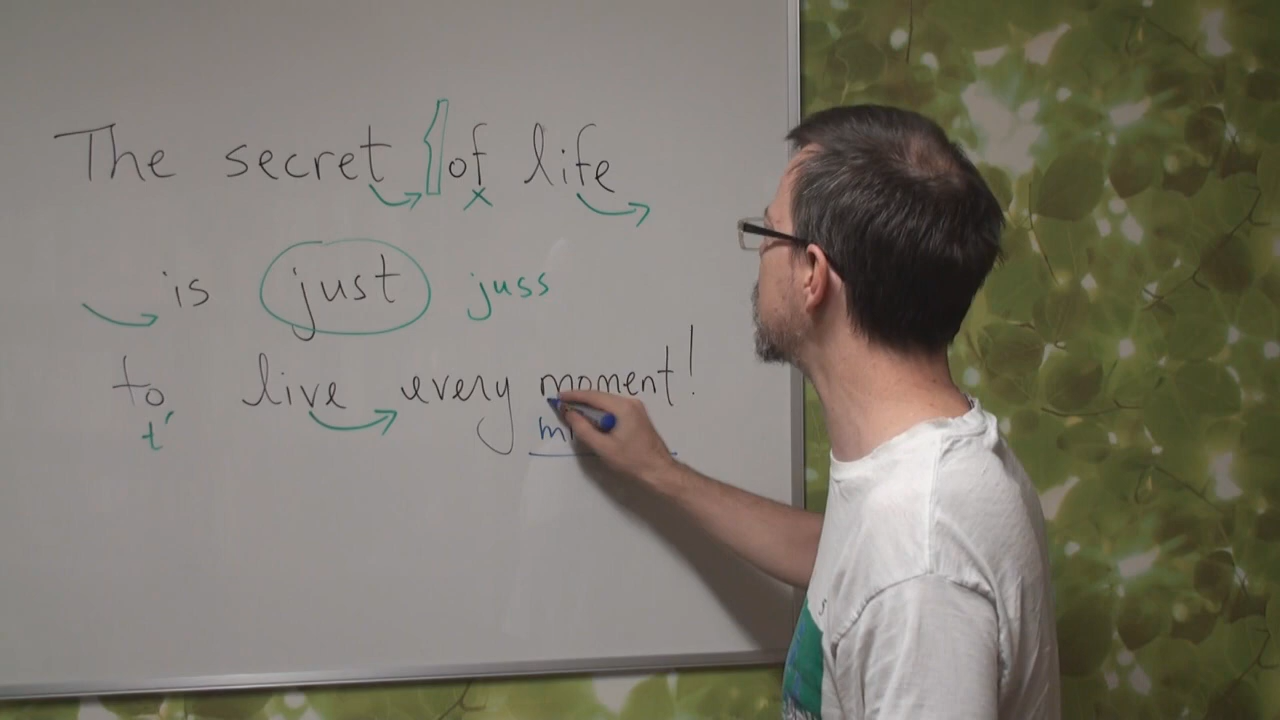 The secret of life
x
is just juss
to live every moment!
t'